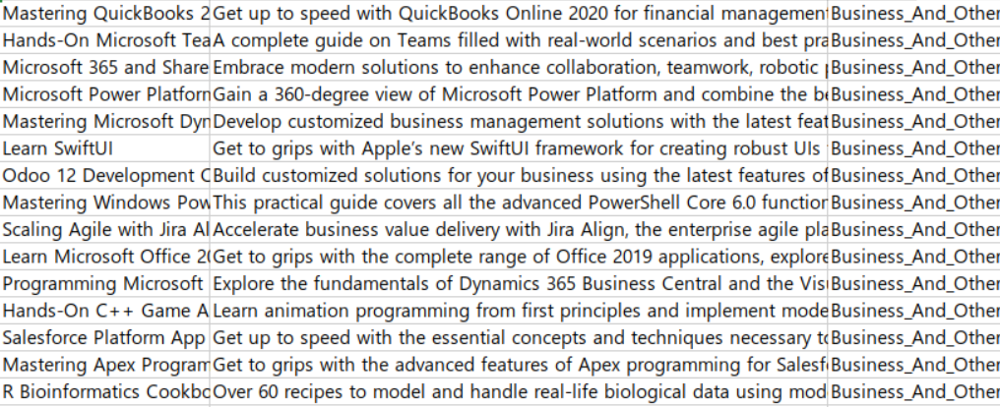 Mastering QuickBooks 2 Get up to speed with QuickBooks Online 2020 for financial management Business_And_Other
Hands-On Microsoft Tea A complete guide on Teams filled with real-world scenarios and best pra Business_And_Other
Microsoft 365 and Share Embrace modern solutions to enhance collaboration, teamwork, robotic Business_And_Other
Microsoft Power Platform Gain a 360-degree view of Microsoft Power Platform and combine the be Business_And_Other
Mastering Microsoft Dyn Develop customized business management solutions with the latest feat Business_And_Other
Learn SwiftUI Get to grips with Apple’s new SwiftUI framework for creating robust UIs Business_And_Other
Odoo 12 Development C Build customized solutions for your business using the latest features of Business_And_Other
Mastering Windows Pow This practical guide covers all the advanced PowerShell Core 6.0 function Business_And_Other
Scaling Agile with Jira Al Accelerate business value delivery with Jira Align, the enterprise agile pla Business_And_Other
Learn Microsoft Office 20 Get to grips with the complete range of Office 2019 applications, explore Business_And_Other
Programming Microsoft Explore the fundamentals of Dynamics 365 Business Central and the Vis Business_And_Other
Hands-On C++ Game A Learn animation programming from first principles and implement mode Business_And_Other
Salesforce Platform App Get up to speed with the essential concepts and techniques necessary to Business_And_Other
Mastering Apex Program Get to grips with the advanced features of Apex programming for Salesf Business_And_Other
R Bioinformatics Cookbo Over 60 recipes to model and handle real-life biological data using mod Business_And_Other